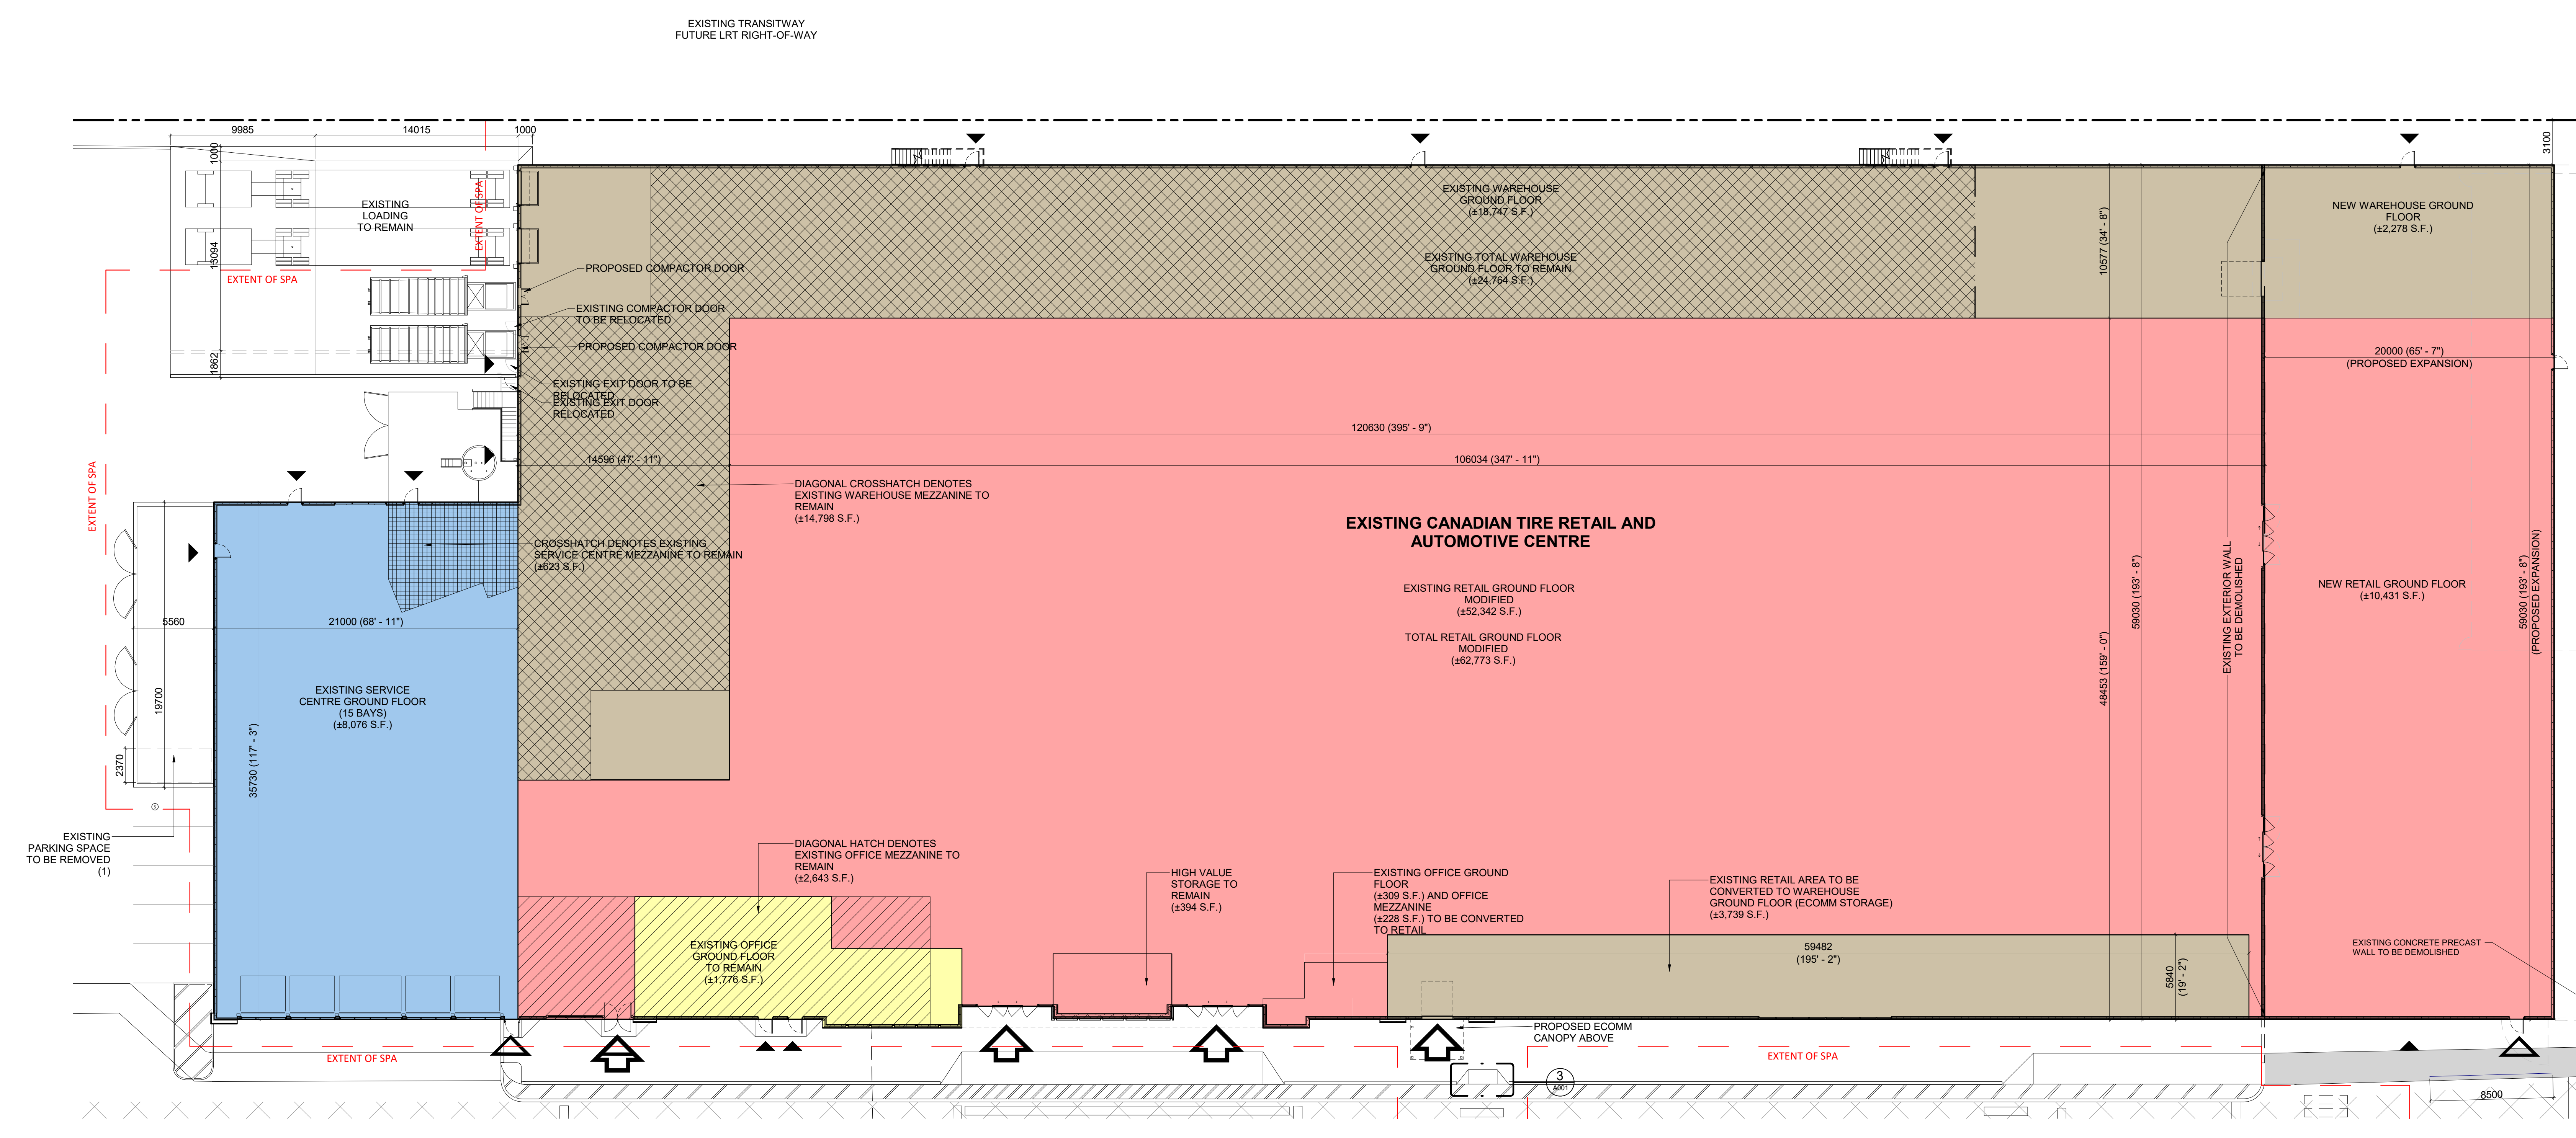 EXISTING TRANSITWAY
FUTURE LRT RIGHT-OF-WAY
9985
14015
1000
1000
3100
EXISTING
LOADING
TO REMAIN
EXTENT OF SPA
13094
EXTENT OF SPA
1862
EXISTING WAREHOUSE
GROUND FLOOR
(±18,747 S.F.)
EXISTING TOTAL WAREHOUSE
GROUND FLOOR TO REMAIN
(±24,764 S.F.)
10577 (34' - 8")
NEW WAREHOUSE GROUND
FLOOR
(±2,278 S.F.)
PROPOSED COMPACTOR DOOR
EXISTING COMPACTOR DOOR
TO BE RELOCATED
PROPOSED COMPACTOR DOOR
EXISTING EXIT DOOR TO BE
RELOCATED
EXISTING EXIT DOOR
RELOCATED
20000 (65' - 7")
(PROPOSED EXPANSION)
120630 (395' - 9")
14596 (47' - 11")
106034 (347' - 11")
EXTENT OF SPA
DIAGONAL CROSSHATCH DENOTES
EXISTING WAREHOUSE MEZZANINE TO
REMAIN
(±14,798 S.F.)
EXISTING CANADIAN TIRE RETAIL AND
AUTOMOTIVE CENTRE
CROSSHATCH DENOTES EXISTING
SERVICE CENTRE MEZZANINE TO REMAIN
(±623 S.F.)
EXISTING RETAIL GROUND FLOOR
MODIFIED
(±52,342 S.F.)
TOTAL RETAIL GROUND FLOOR
MODIFIED
(±62,773 S.F.)
48453 (159' - 0")
59030 (193' - 8")
EXISTING EXTERIOR WALL
TO BE DEMOLISHED
NEW RETAIL GROUND FLOOR
(±10,431 S.F.)
59030 (193' - 8")
(PROPOSED EXPANSION)
5560
21000 (68' - 11")
19700
2370
EXISTING SERVICE
CENTRE GROUND FLOOR
(15 BAYS)
(±8,076 S.F.)
35730 (117' - 3")
EXISTING
PARKING SPACE
TO BE REMOVED
(1)
DIAGONAL HATCH DENOTES
EXISTING OFFICE MEZZANINE TO
REMAIN
(±2,643 S.F.)
HIGH VALUE
STORAGE TO
REMAIN
(±394 S.F.)
EXISTING OFFICE GROUND
FLOOR
(±309 S.F.) AND OFFICE
MEZZANINE
(±228 S.F.) TO BE CONVERTED
TO RETAIL
EXISTING RETAIL AREA TO BE
CONVERTED TO WAREHOUSE
GROUND FLOOR (ECOMM STORAGE)
(±3,739 S.F.)
EXISTING OFFICE
GROUND FLOOR
TO REMAIN
(±1,776 S.F.)
59482
(195' - 2")
5840
(19' - 2")
EXISTING CONCRETE PRECAST
WALL TO BE DEMOLISHED
PROPOSED ECOMM
CANOPY ABOVE
EXTENT OF SPA
EXTENT OF SPA
3
A001
8500